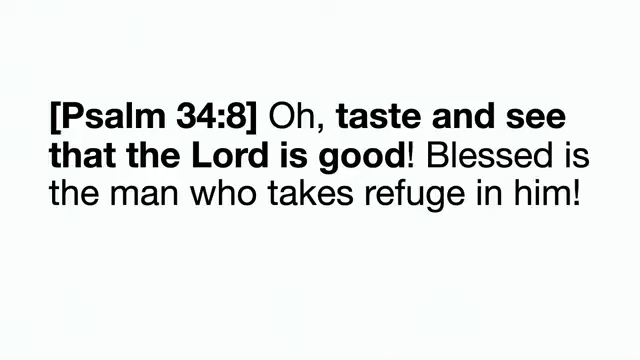 [Psalm 34:8] Oh, taste and see
that the Lord is good! Blessed is
the man who takes refuge in him!